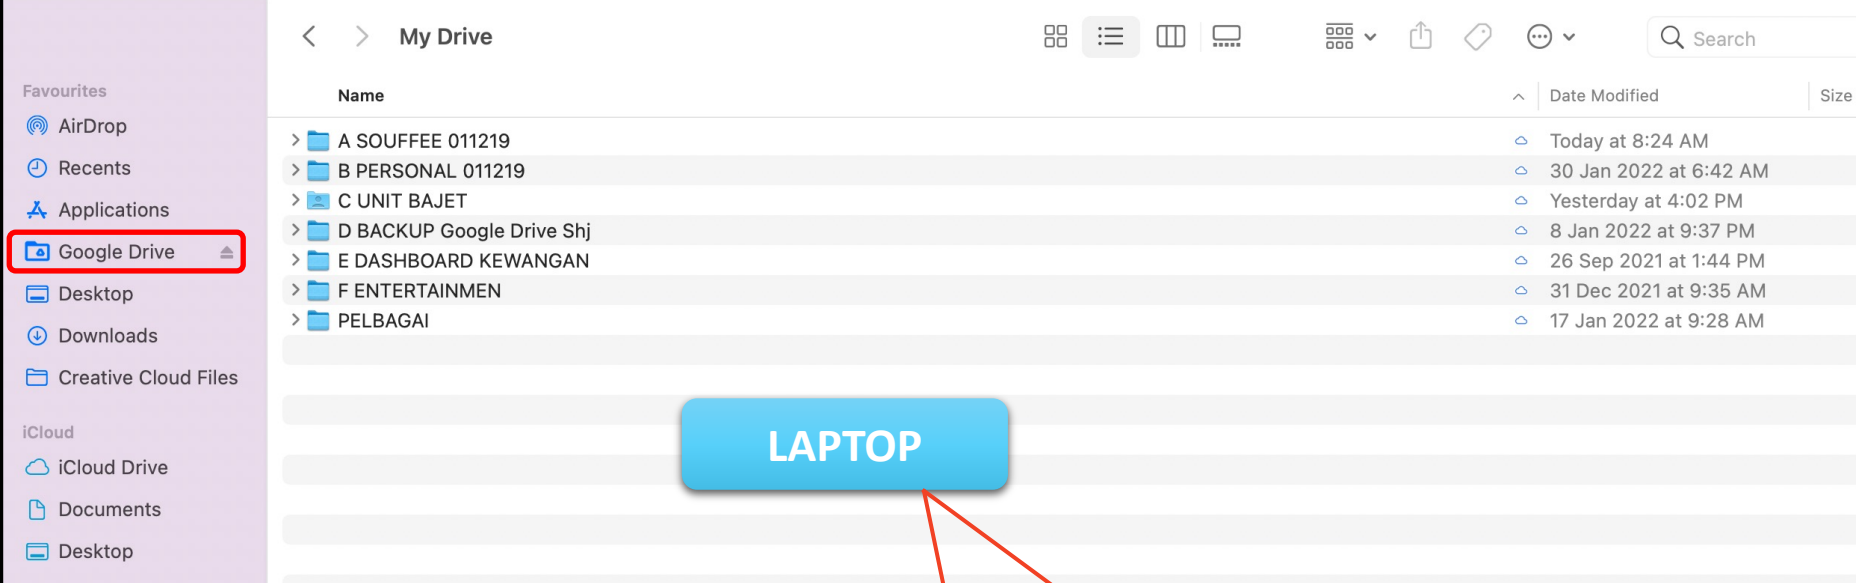 My Drive
Search
Favourites
AirDrop
Recents
Applications
Google Drive
Desktop
Downloads
Creative Cloud Files
iCloud
iCloud Drive
Documents
Desktop
Name Date Modified Size
A SOUFFEE 011219 Today at 8:24 AM
B PERSONAL 011219 30 Jan 2022 at 6:42 AM
C UNIT BAJET Yesterday at 4:02 PM
D BACKUP Google Drive Shj 8 Jan 2022 at 9:37 PM
E DASHBOARD KEWANGAN 26 Sep 2021 at 1:44 PM
F ENTERTAINMEN 31 Dec 2021 at 9:35 AM
PELBAGAI 17 Jan 2022 at 9:28 AM
LAPTOP